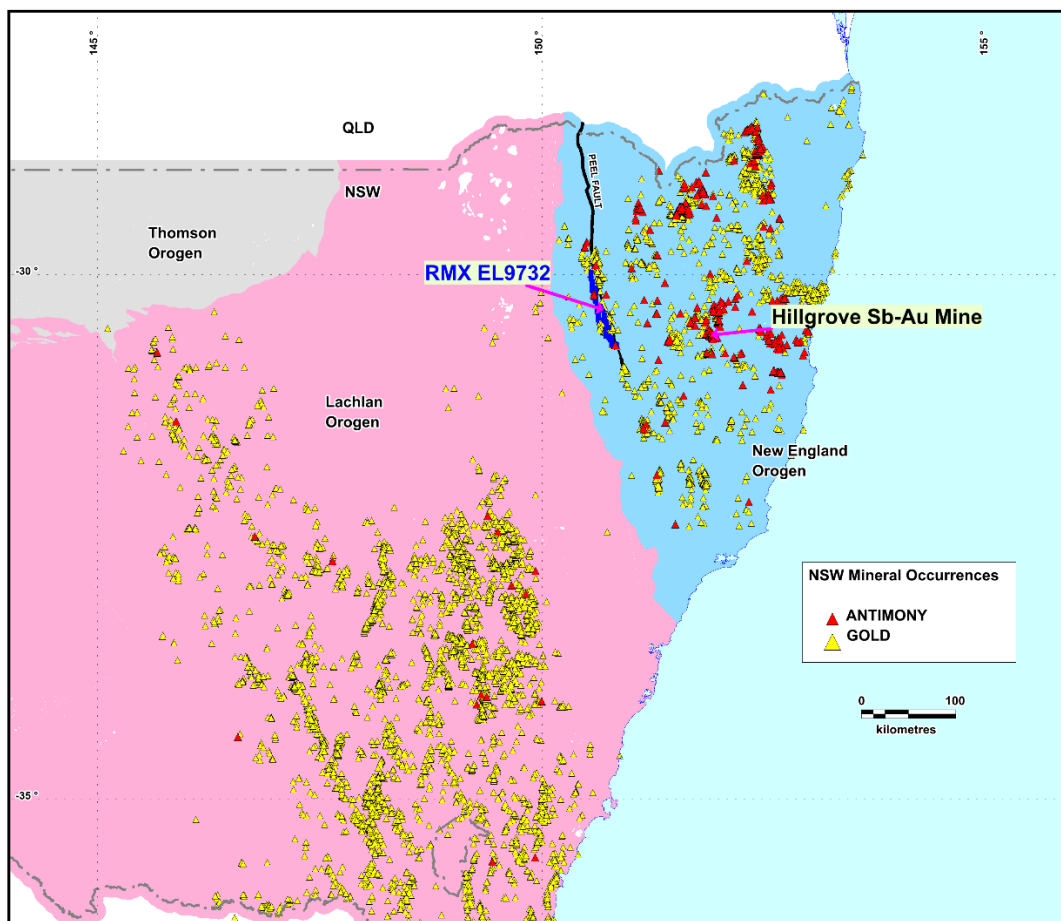 145 °
150 °
155 °
QLD
NSW
PEEL FAULT
Thomson
Orogen
-30 °
RMX EL9732
Hillgrove Sb-Au Mine
Lachlan
Orogen
New England
Orogen
NSW Mineral Occurrences
ANTIMONY
GOLD
0 100
kilometres
-35 °